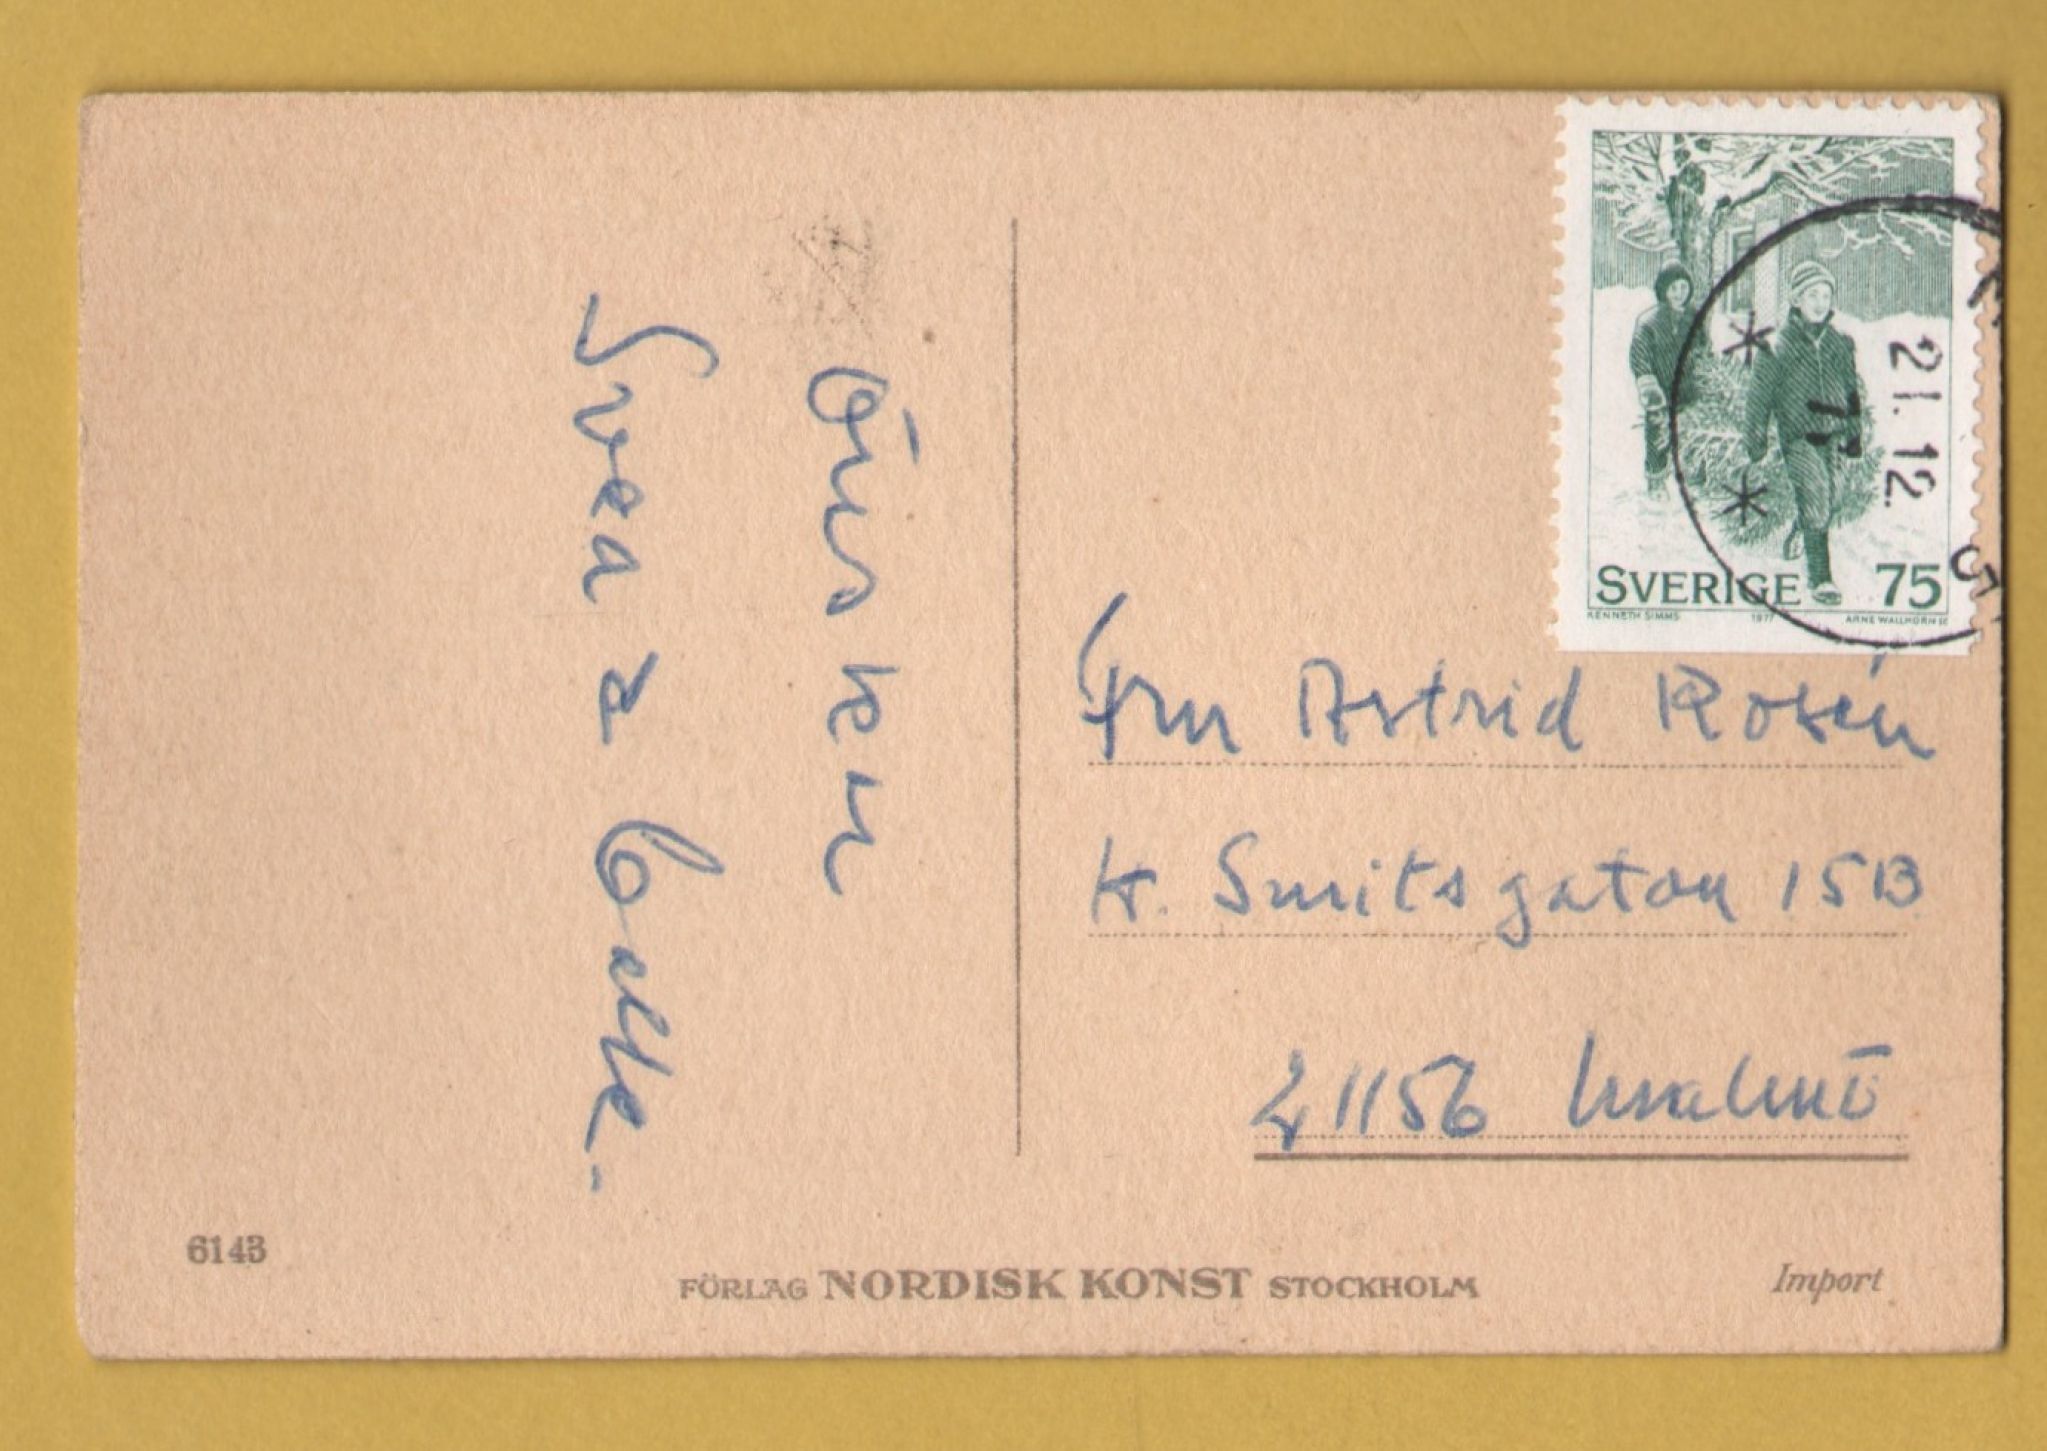 Önskar
Svea & Calle -
Fru Astrid Rosén
K. Smitsgatan 15B
21156 Malmö
SVERIGE 75
KENNETH SIMMS 1977 ARNE WALLHORN SC
21.12.
77
6143
FÖRLAG NORDISK KONST STOCKHOLM
Import